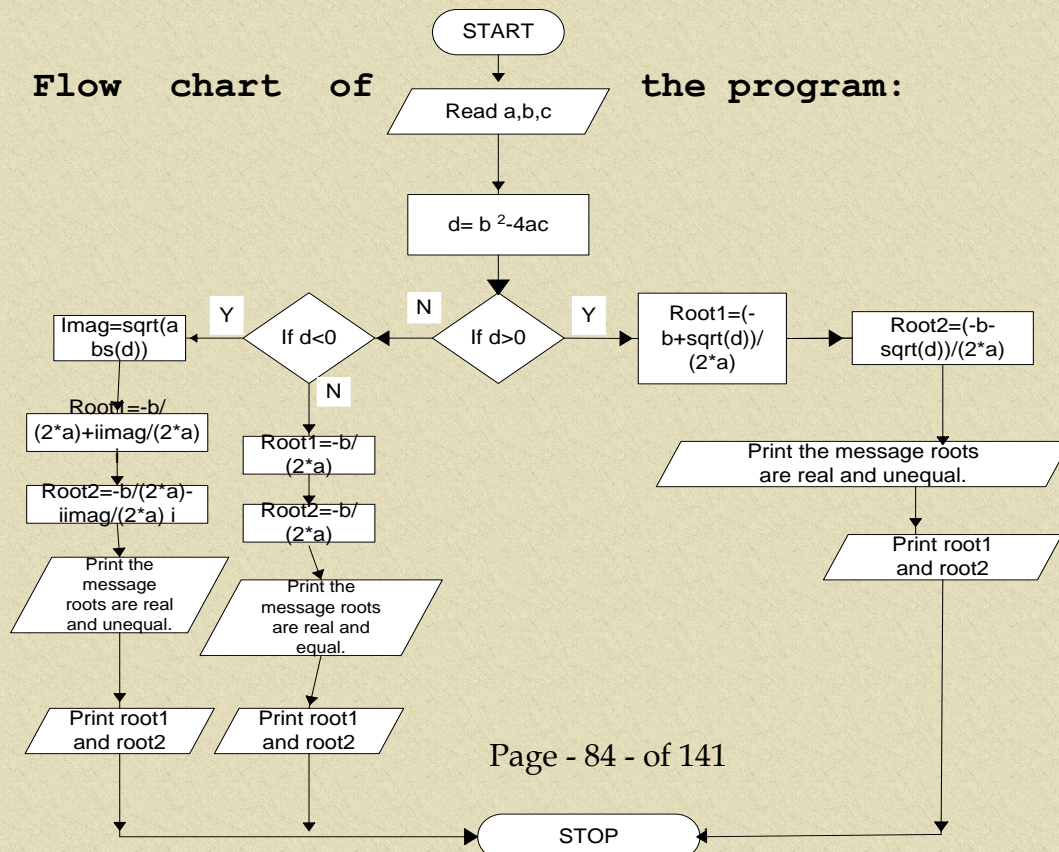 START
Flow chart of the program:
Read a,b,c
d= b 2-4ac
Y
N
Y
Imag=sqrt(a
bs(d))
If d<0
If d>0
Root1=(-
b+sqrt(d))/
(2*a)
Root2=(-b-
sqrt(d))/(2*a)
N
Root1=-b/
(2*a)+iimag/(2*a)
i
Root1=-b/
(2*a)
Print the message roots
are real and unequal.
Root2=-b/(2*a)-
iimag/(2*a) i
Root2=-b/
(2*a)
Print root1
and root2
Print the
message
roots are real
and unequal.
Print the
message roots
are real and
equal.
Print root1
and root2
Print root1
and root2
Page - 84 - of 141
STOP